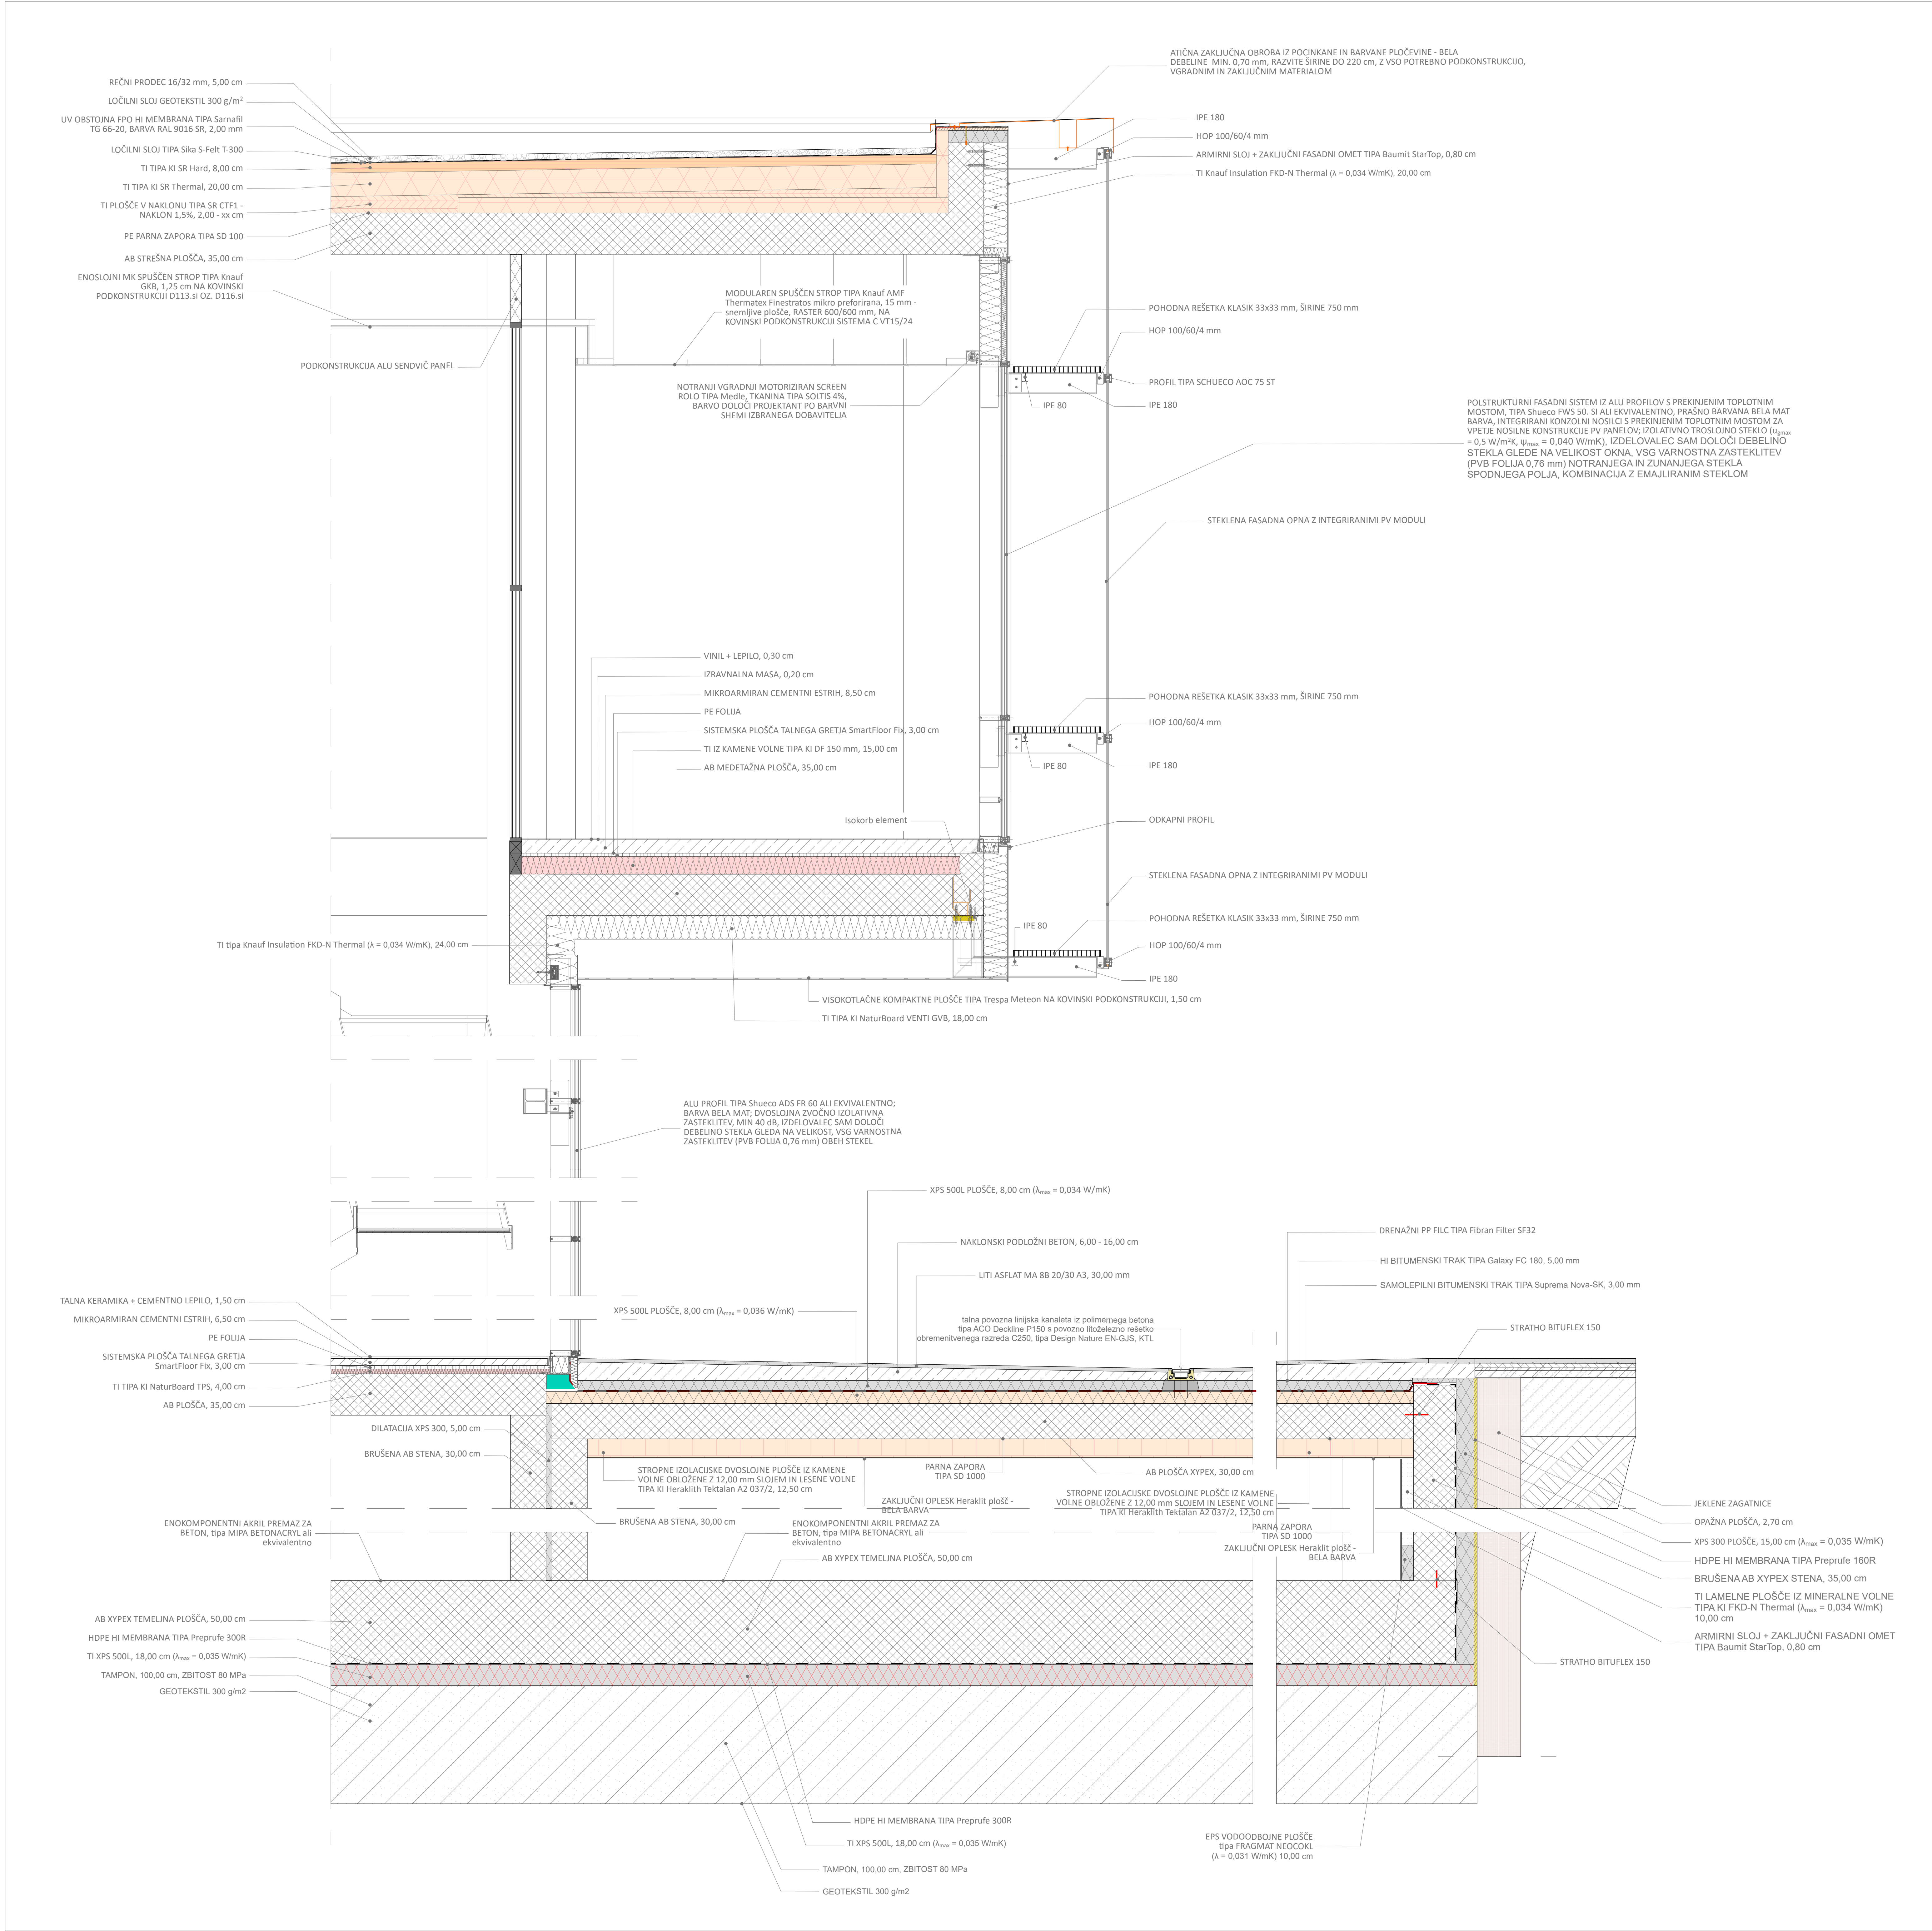 ATIČNA ZAKLJUČNA OBROBA IZ POCINKANE IN BARVANE PLOČEVINE - BELA
DEBELINE  MIN. 0,70 mm, RAZVITE ŠIRINE DO 220 cm, Z VSO POTREBNO PODKONSTRUKCIJO,
VGRADNIM IN ZAKLJUČNIM MATERIALOM
REČNI PRODEC 16/32 mm, 5,00 cm
LOČILNI SLOJ GEOTEKSTIL 300 g/m²
UV OBSTOJNA FPO HI MEMBRANA TIPA Sarnafil
TG 66-20, BARVA RAL 9016 SR, 2,00 mm
LOČILNI SLOJ TIPA Sika S-Felt T-300
TI TIPA KI SR Hard, 8,00 cm
TI TIPA KI SR Thermal, 20,00 cm
TI PLOŠČE V NAKLONU TIPA SR CTF1 -
NAKLON 1,5%, 2,00 - xx cm
PE PARNA ZAPORA TIPA SD 100
AB STREŠNA PLOŠČA, 35,00 cm
ENOSLOJNI MK SPUŠČEN STROP TIPA Knauf
GKB, 1,25 cm NA KOVINSKI
PODKONSTRUKCIJI D113.si OZ. D116.si
PODKONSTRUKCIJA ALU SENDVIČ PANEL
IPE 180
HOP 100/60/4 mm
ARMIRNI SLOJ + ZAKLJUČNI FASADNI OMET TIPA Baumit StarTop, 0,80 cm
TI Knauf Insulation FKD-N Thermal (λ = 0,034 W/mK), 20,00 cm
MODULAREN SPUŠČEN STROP TIPA Knauf AMF
Thermatex Finestratos mikro preforirana, 15 mm -
snemljive plošče, RASTER 600/600 mm, NA
KOVINSKI PODKONSTRUKCIJI SISTEMA C VT15/24
NOTRANJI VGRADNJI MOTORIZIRAN SCREEN
ROLO TIPA Medle, TKANINA TIPA SOLTIS 4%,
BARVO DOLOČI PROJEKTANT PO BARVNI
SHEMI IZBRANEGA DOBAVITELJA
POHODNA REŠETKA KLASIK 33x33 mm, ŠIRINE 750 mm
HOP 100/60/4 mm
PROFIL TIPA SCHUECO AOC 75 ST
IPE 80
IPE 180
POLSTRUKTURNI FASADNI SISTEM IZ ALU PROFILOV S PREKINJENIM TOPLOTNIM
MOSTOM, TIPA Shueco FWS 50. SI ALI EKVIVALENTNO, PRAŠNO BARVANA BELA MAT
BARVA, INTEGRIRANI KONZOLNI NOSILCI S PREKINJENIM TOPLOTNIM MOSTOM ZA
VPETJE NOSILNE KONSTRUKCIJE PV PANELOV; IZOLATIVNO TROSLOJNO STEKLO (ugmax
= 0,5 W/m²K, ψmax = 0,040 W/mK), IZDELOVALEC SAM DOLOČI DEBELINO
STEKLA GLEDE NA VELIKOST OKNA, VSG VARNOSTNA ZASTEKLITEV
(PVB FOLIJA 0,76 mm) NOTRANJEGA IN ZUNANJEGA STEKLA
SPODNJEGA POLJA, KOMBINACIJA Z EMAJLIRANIM STEKLOM
STEKLENA FASADNA OPNA Z INTEGRIRANIMI PV MODULI
VINIL + LEPILO, 0,30 cm
IZRAVNALNA MASA, 0,20 cm
MIKROARMIRAN CEMENTNI ESTRIH, 8,50 cm
PE FOLIJA
SISTEMSKA PLOŠČA TALNEGA GRETJA SmartFloor Fix, 3,00 cm
TI IZ KAMENE VOLNE TIPA KI DF 150 mm, 15,00 cm
AB MEDETAŽNA PLOŠČA, 35,00 cm
POHODNA REŠETKA KLASIK 33x33 mm, ŠIRINE 750 mm
HOP 100/60/4 mm
IPE 80
IPE 180
Isokorb element
ODKAPNI PROFIL
STEKLENA FASADNA OPNA Z INTEGRIRANIMI PV MODULI
POHODNA REŠETKA KLASIK 33x33 mm, ŠIRINE 750 mm
IPE 80
HOP 100/60/4 mm
IPE 180
TI tipa Knauf Insulation FKD-N Thermal (λ = 0,034 W/mK), 24,00 cm
VISOKOTLAČNE KOMPAKTNE PLOŠČE TIPA Trespa Meteon NA KOVINSKI PODKONSTRUKCIJI, 1,50 cm
TI TIPA KI NaturBoard VENTI GVB, 18,00 cm
ALU PROFIL TIPA Shueco ADS FR 60 ALI EKVIVALENTNO;
BARVA BELA MAT; DVOSLOJNA ZVOČNO IZOLATIVNA
ZASTEKLITEV, MIN 40 dB, IZDELOVALEC SAM DOLOČI
DEBELINO STEKLA GLEDA NA VELIKOST, VSG VARNOSTNA
ZASTEKLITEV (PVB FOLIJA 0,76 mm) OBEH STEKEL
XPS 500L PLOŠČE, 8,00 cm (λmax = 0,034 W/mK)
NAKLONSKI PODLOŽNI BETON, 6,00 - 16,00 cm
LITI ASFLAT MA 8B 20/30 A3, 30,00 mm
XPS 500L PLOŠČE, 8,00 cm (λmax = 0,036 W/mK)
talna povozna linijska kanaleta iz polimernega betona
tipa ACO Deckline P150 s povozno litoželezno rešetko
obremenitvenega razreda C250, tipa Design Nature EN-GJS, KTL
DRENAŽNI PP FILC TIPA Fibran Filter SF32
HI BITUMENSKI TRAK TIPA Galaxy FC 180, 5,00 mm
SAMOLEPILNI BITUMENSKI TRAK TIPA Suprema Nova-SK, 3,00 mm
STRATHO BITUFLEX 150
TALNA KERAMIKA + CEMENTNO LEPILO, 1,50 cm
MIKROARMIRAN CEMENTNI ESTRIH, 6,50 cm
PE FOLIJA
SISTEMSKA PLOŠČA TALNEGA GRETJA
SmartFloor Fix, 3,00 cm
TI TIPA KI NaturBoard TPS, 4,00 cm
AB PLOŠČA, 35,00 cm
DILATACIJA XPS 300, 5,00 cm
BRUŠENA AB STENA, 30,00 cm
STROPNE IZOLACIJSKE DVOSLOJNE PLOŠČE IZ KAMENE
VOLNE OBLOŽENE Z 12,00 mm SLOJEM IN LESENE VOLNE
TIPA KI Heraklith Tektalan A2 037/2, 12,50 cm
PARNA ZAPORA
TIPA SD 1000
AB PLOŠČA XYPEX, 30,00 cm
STROPNE IZOLACIJSKE DVOSLOJNE PLOŠČE IZ KAMENE
VOLNE OBLOŽENE Z 12,00 mm SLOJEM IN LESENE VOLNE
TIPA KI Heraklith Tektalan A2 037/2, 12,50 cm
ZAKLJUČNI OPLESK Heraklit plošč -
BELA BARVA
BRUŠENA AB STENA, 30,00 cm
ENOKOMPONENTNI AKRIL PREMAZ ZA
BETON, tipa MIPA BETONACRYL ali
ekvivalentno
ENOKOMPONENTNI AKRIL PREMAZ ZA
BETON, tipa MIPA BETONACRYL ali
ekvivalentno
PARNA ZAPORA
TIPA SD 1000
ZAKLJUČNI OPLESK Heraklit plošč -
BELA BARVA
AB XYPEX TEMELJNA PLOŠČA, 50,00 cm
JEKLENE ZAGATNICE
OPAŽNA PLOŠČA, 2,70 cm
XPS 300 PLOŠČE, 15,00 cm (λmax = 0,035 W/mK)
HDPE HI MEMBRANA TIPA Preprufe 160R
BRUŠENA AB XYPEX STENA, 35,00 cm
TI LAMELNE PLOŠČE IZ MINERALNE VOLNE
TIPA KI FKD-N Thermal (λmax = 0,034 W/mK)
10,00 cm
ARMIRNI SLOJ + ZAKLJUČNI FASADNI OMET
TIPA Baumit StarTop, 0,80 cm
STRATHO BITUFLEX 150
AB XYPEX TEMELJNA PLOŠČA, 50,00 cm
HDPE HI MEMBRANA TIPA Preprufe 300R
TI XPS 500L, 18,00 cm (λmax = 0,035 W/mK)
TAMPON, 100,00 cm, ZBITOST 80 MPa
GEOTEKSTIL 300 g/m2
HDPE HI MEMBRANA TIPA Preprufe 300R
TI XPS 500L, 18,00 cm (λmax = 0,035 W/mK)
TAMPON, 100,00 cm, ZBITOST 80 MPa
GEOTEKSTIL 300 g/m2
EPS VODOODBOJNE PLOŠČE
tipa FRAGMAT NEOCOKL
(λ = 0,031 W/mK) 10,00 cm